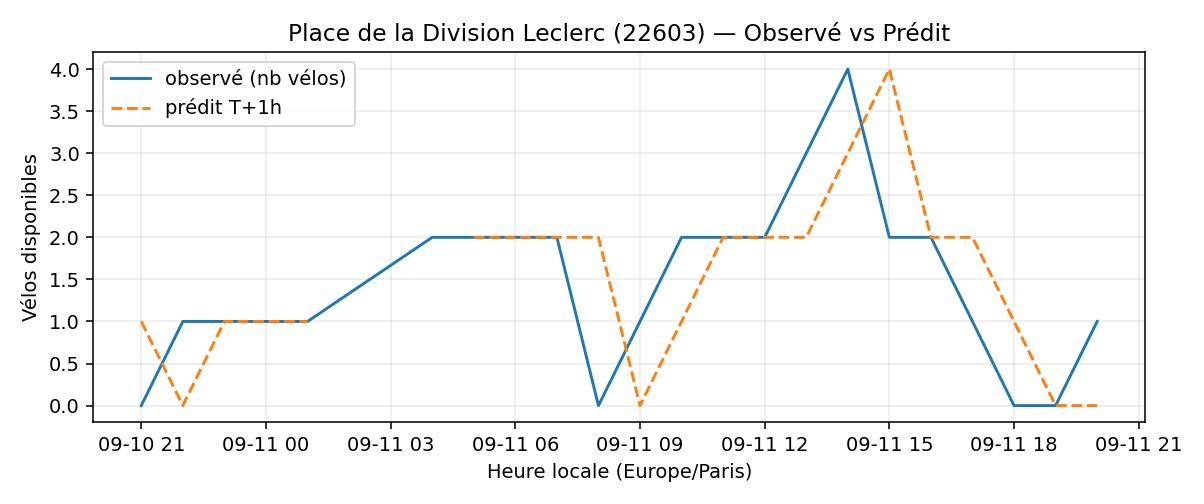 Place de la Division Leclerc (22603) — Observé vs Prédit
observé (nb vélos)
prédit T+1h
Vélos disponibles
4.0
3.5
3.0
2.5
2.0
1.5
1.0
0.5
0.0
09-10 21 09-11 00 09-11 03 09-11 06 09-11 09 09-11 12 09-11 15 09-11 18 09-11 21
Heure locale (Europe/Paris)